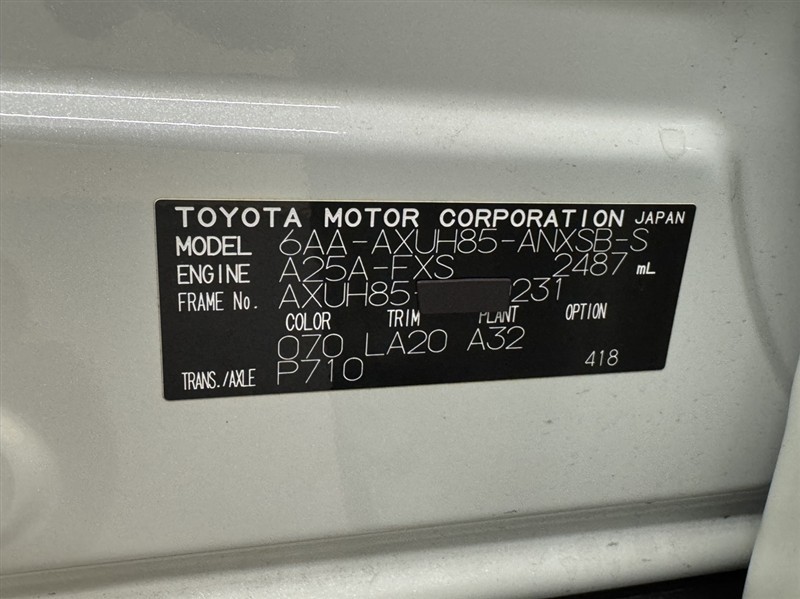 TOYOTA MOTOR CORPORATION JAPAN
MODEL 6AA-AXUH85-ANXSB-S
ENGINE A25A-FXS 2487 mL
FRAME No. AXUH85- 231
COLOR TRIM PLANT OPTION
070 LA20 A32
TRANS./AXLE P710 418